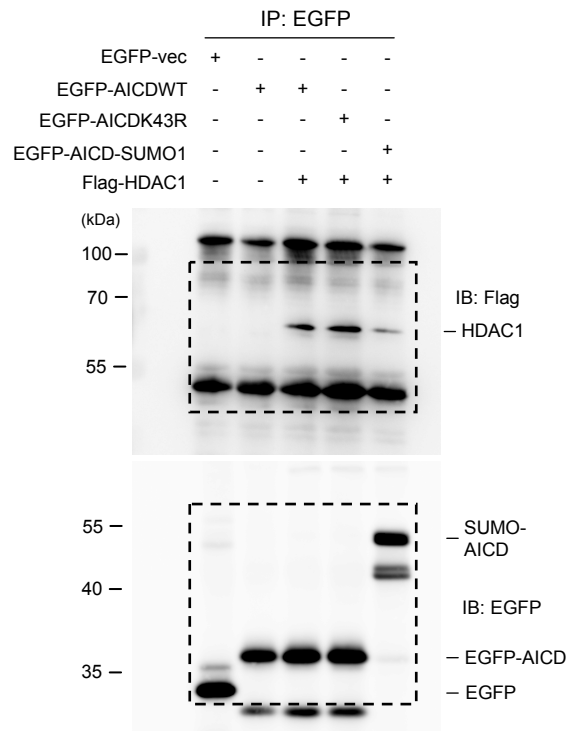 IP: EGFP
EGFP-vec + - - - -
EGFP-AICDWT - + + - -
EGFP-AICDK43R - - - + -
EGFP-AICD-SUMO1 - - - - +
Flag-HDAC1 - - + + +
(kDa)
100
70
IB: Flag
HDAC1
55
55
SUMO-
AICD
40
IB: EGFP
EGFP-AICD
35
EGFP